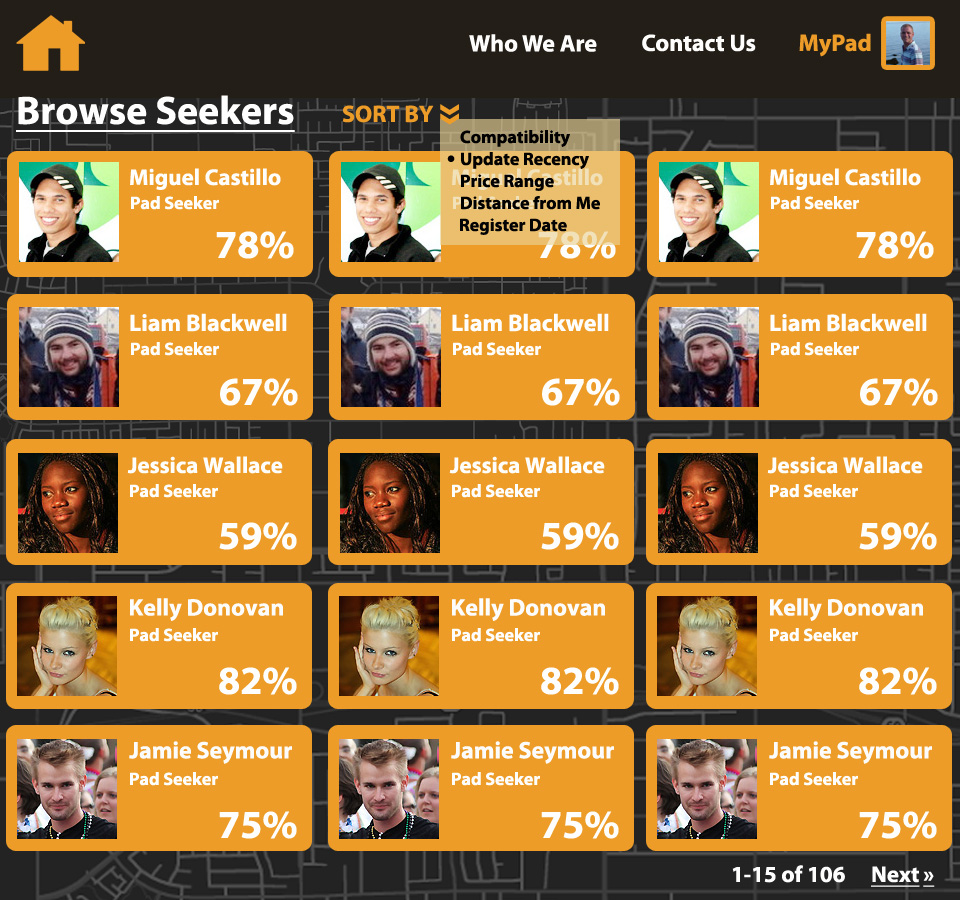 Who We Are Contact Us MyPad
Browse Seekers SORT BY
Compatibility
• Update Recency
Price Range
Distance from Me
Register Date
Miguel Castillo Miguel Castillo Miguel Castillo
Pad Seeker Pad Seeker
78% 78% 78%
Liam Blackwell Liam Blackwell Liam Blackwell
Pad Seeker Pad Seeker Pad Seeker
67% 67% 67%
Jessica Wallace Jessica Wallace Jessica Wallace
Pad Seeker Pad Seeker Pad Seeker
59% 59% 59%
Kelly Donovan Kelly Donovan Kelly Donovan
Pad Seeker Pad Seeker Pad Seeker
82% 82% 82%
Jamie Seymour Jamie Seymour Jamie Seymour
Pad Seeker Pad Seeker Pad Seeker
75% 75% 75%
1-15 of 106 Next »